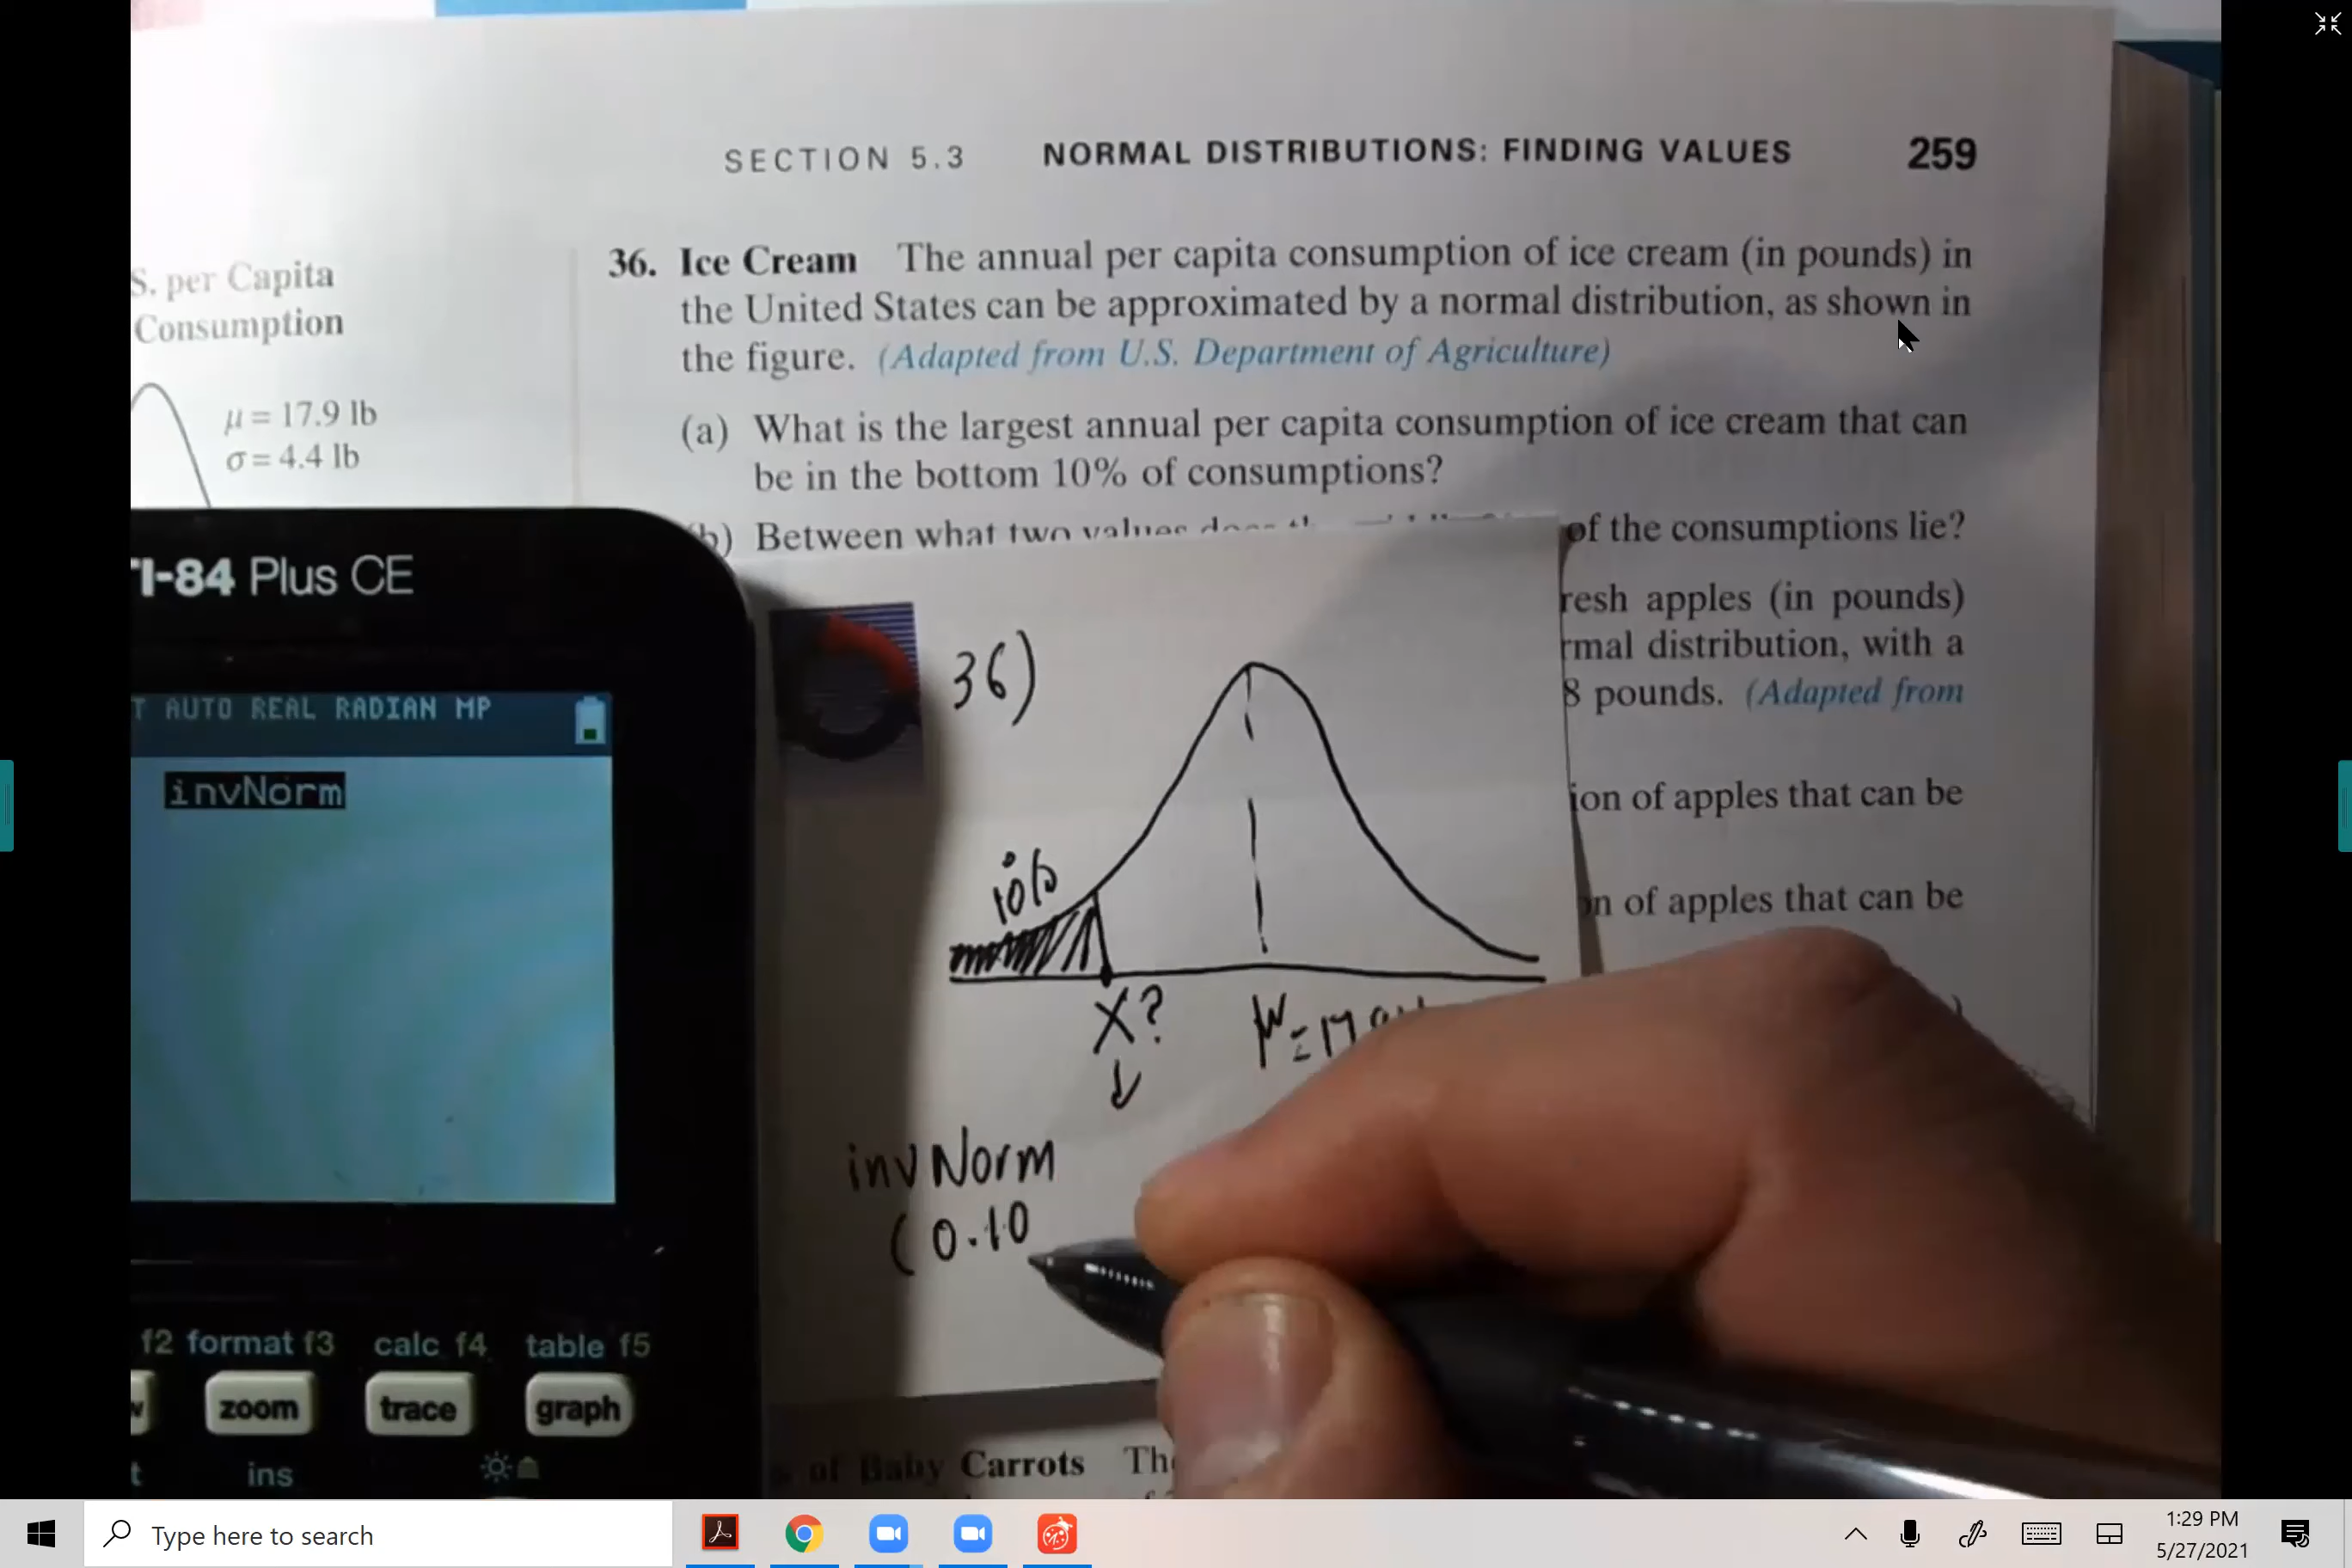 SECTION 5.3 NORMAL DISTRIBUTIONS: FINDING VALUES 259
S. per Capita
Consumption
μ = 17.9 lb
σ = 4.4 lb
36. Ice Cream The annual per capita consumption of ice cream (in pounds) in
the United States can be approximated by a normal distribution, as shown in
the figure. (Adapted from U.S. Department of Agriculture)
(a) What is the largest annual per capita consumption of ice cream that can
be in the bottom 10% of consumptions?
b) Between what two values does of the consumptions lie?
resh apples (in pounds)
rmal distribution, with a
8 pounds. (Adapted from
ion of apples that can be
on of apples that can be
TI-84 Plus CE
T AUTO REAL RADIAN MP
invNorm
36)
10%
X?
μ=17.9
invNorm
(0.10
f2 format f3 calc f4 table f5
zoom trace graph
ins
of Baby Carrots The
Type here to search
1:29 PM
5/27/2021